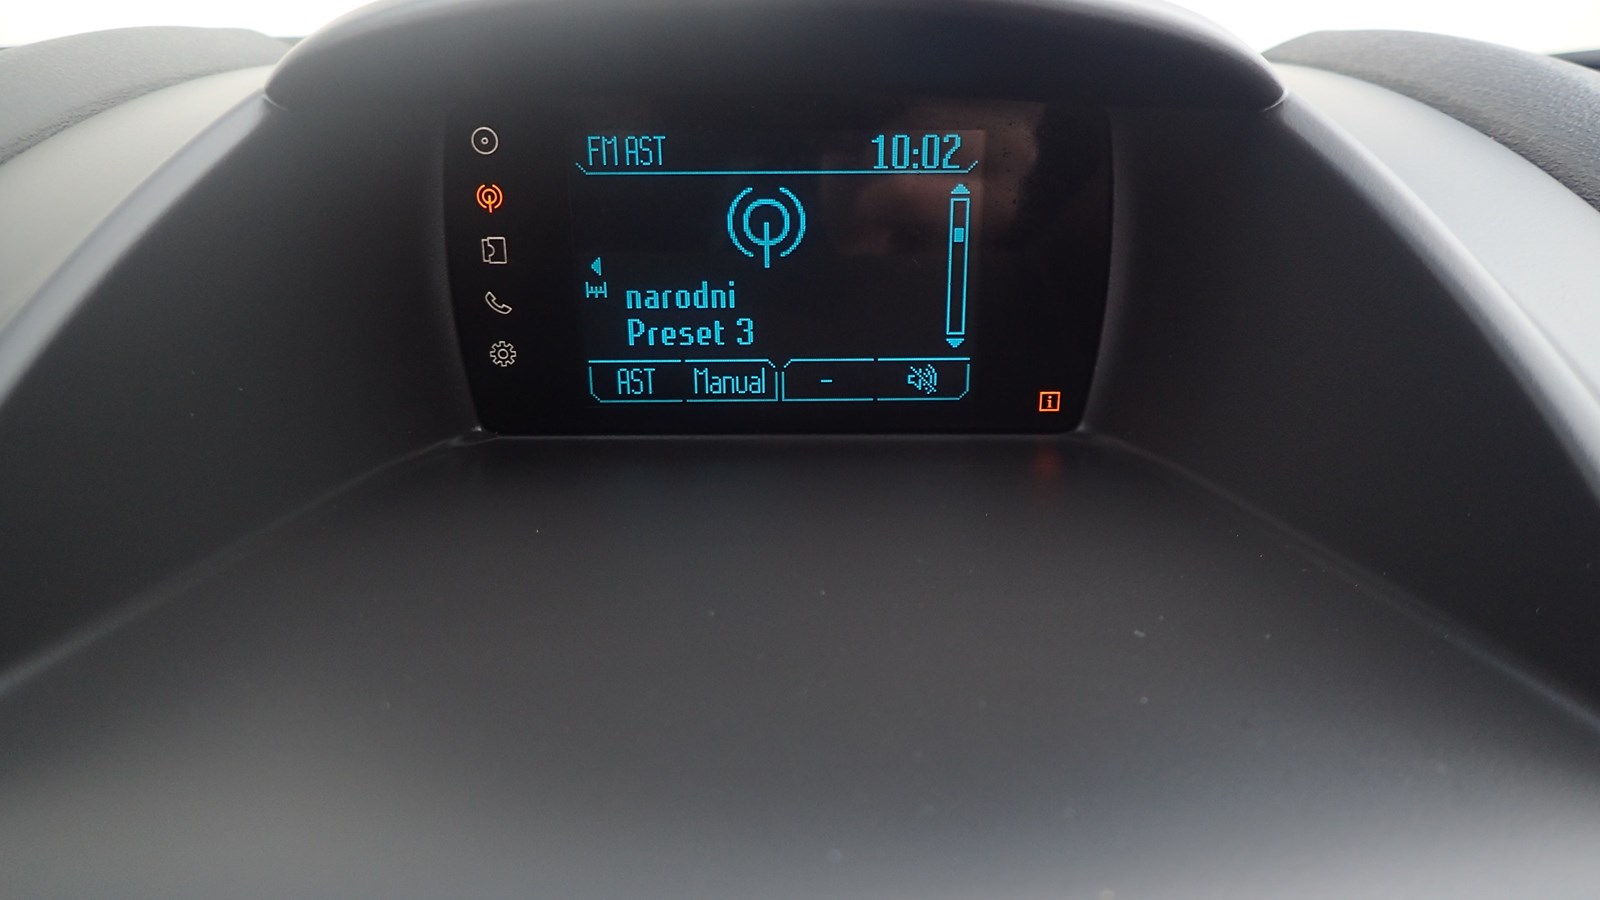 FM AST 10:02
narodni
Preset 3
AST Manual -
i